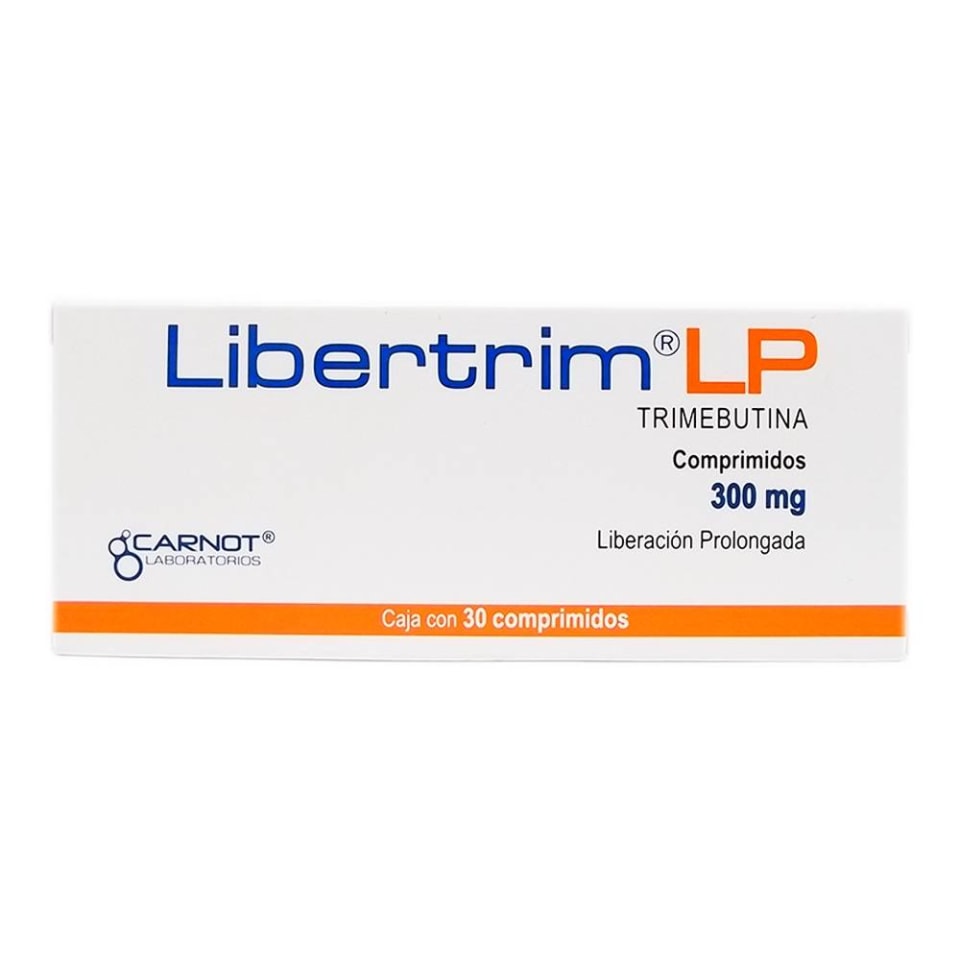 Libertrim® LP
TRIMEBUTINA
Comprimidos
300 mg
Liberación Prolongada
CARNOT®
LABORATORIOS
Caja con 30 comprimidos